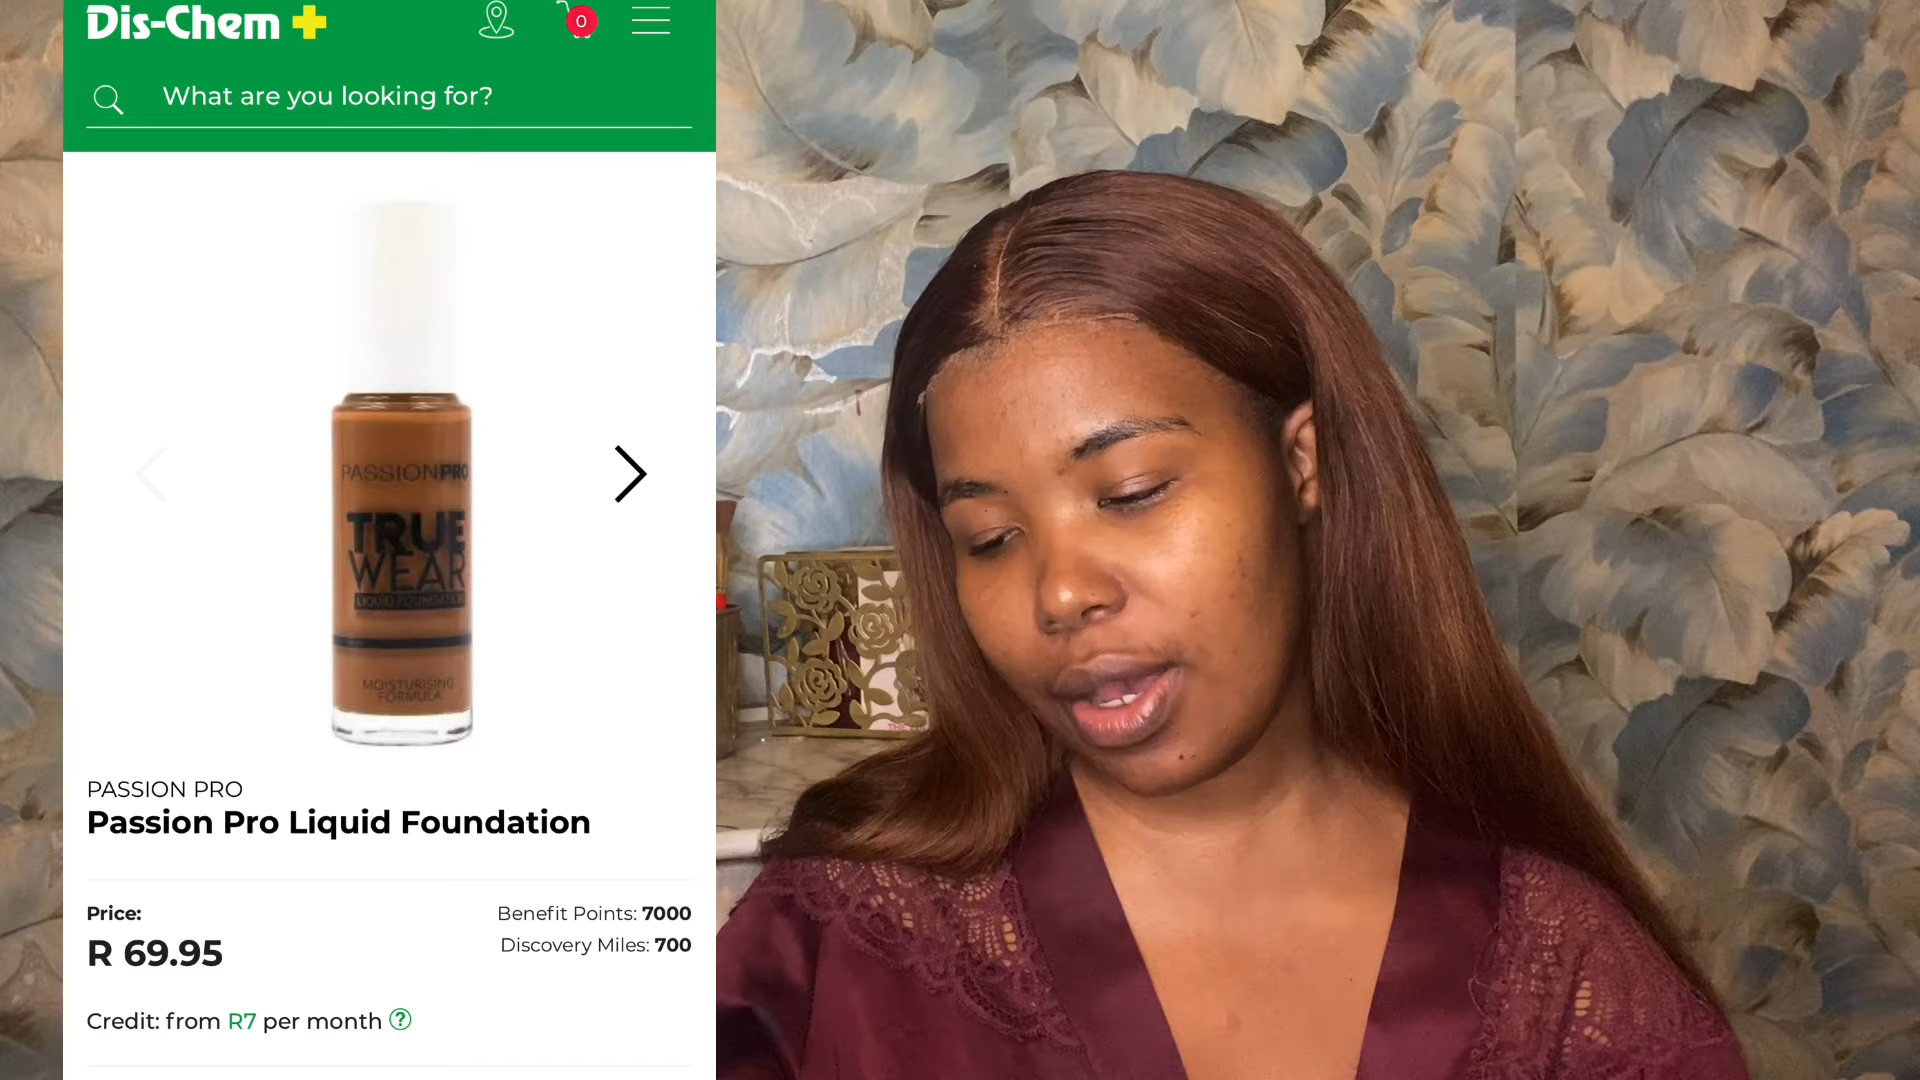 Dis-Chem
0
What are you looking for?
PASSIONPRO
TRUE
WEAR
LIQUID FOUNDATION
MOISTURISING
FORMULA
PASSION PRO
Passion Pro Liquid Foundation
Price:
R 69.95
Benefit Points: 7000
Discovery Miles: 700
Credit: from R7 per month ?